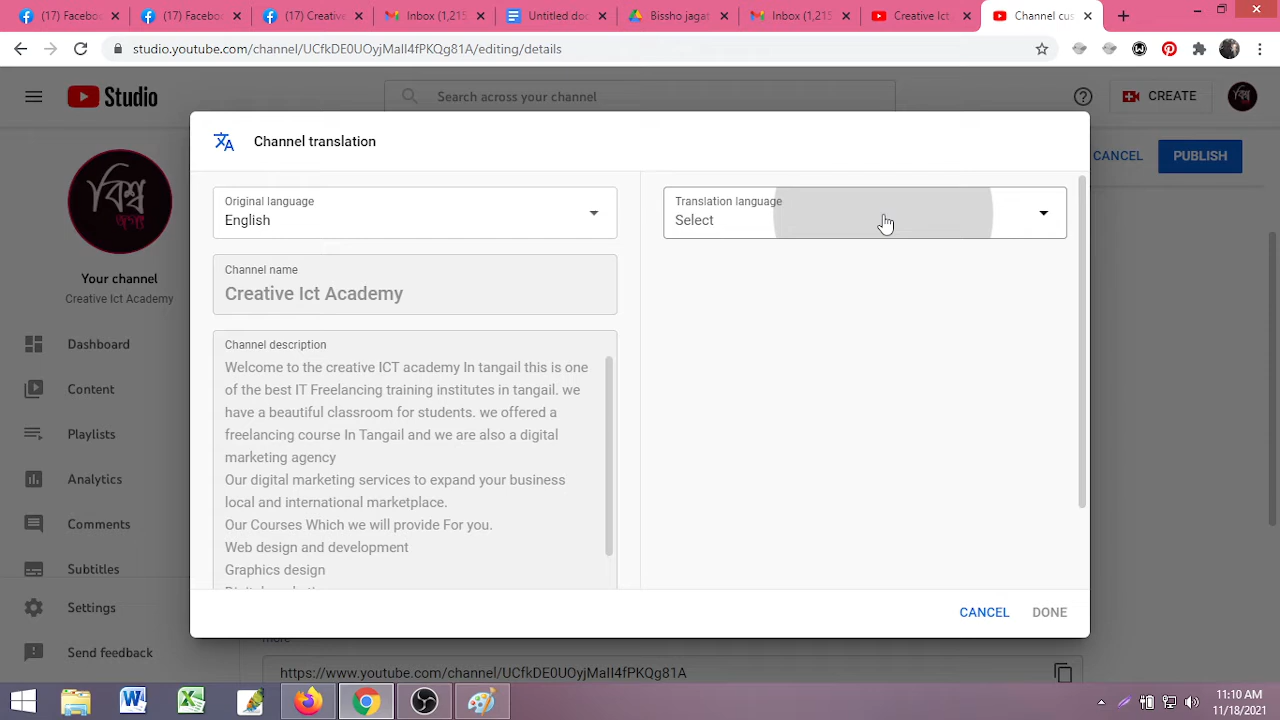 (17) Facebo
(17) Facebo
(17) Creative
Inbox (1,215
Untitled doc
Bissho jagat
Inbox (1,215
Creative Ict
Channel cus
studio.youtube.com/channel/UCfkDE0UOyjMaII4fPKQg81A/editing/details
Studio
Search across your channel
CREATE
বিশ্ব
Channel translation
CANCEL
PUBLISH
Original language
English
Translation language
Select
Channel name
Creative Ict Academy
Your channel
Creative Ict Academy
Channel description
Welcome to the creative ICT academy In tangail this is one
of the best IT Freelancing training institutes in tangail. we
have a beautiful classroom for students. we offered a
freelancing course In Tangail and we are also a digital
marketing agency
Our digital marketing services to expand your business
local and international marketplace.
Our Courses Which we will provide For you.
Web design and development
Graphics design
Dashboard
Content
Playlists
Analytics
Comments
Subtitles
Settings
Send feedback
CANCEL
DONE
more
https://www.youtube.com/channel/UCfkDE0UOyjMaII4fPKQg81A
11:10 AM
11/18/2021